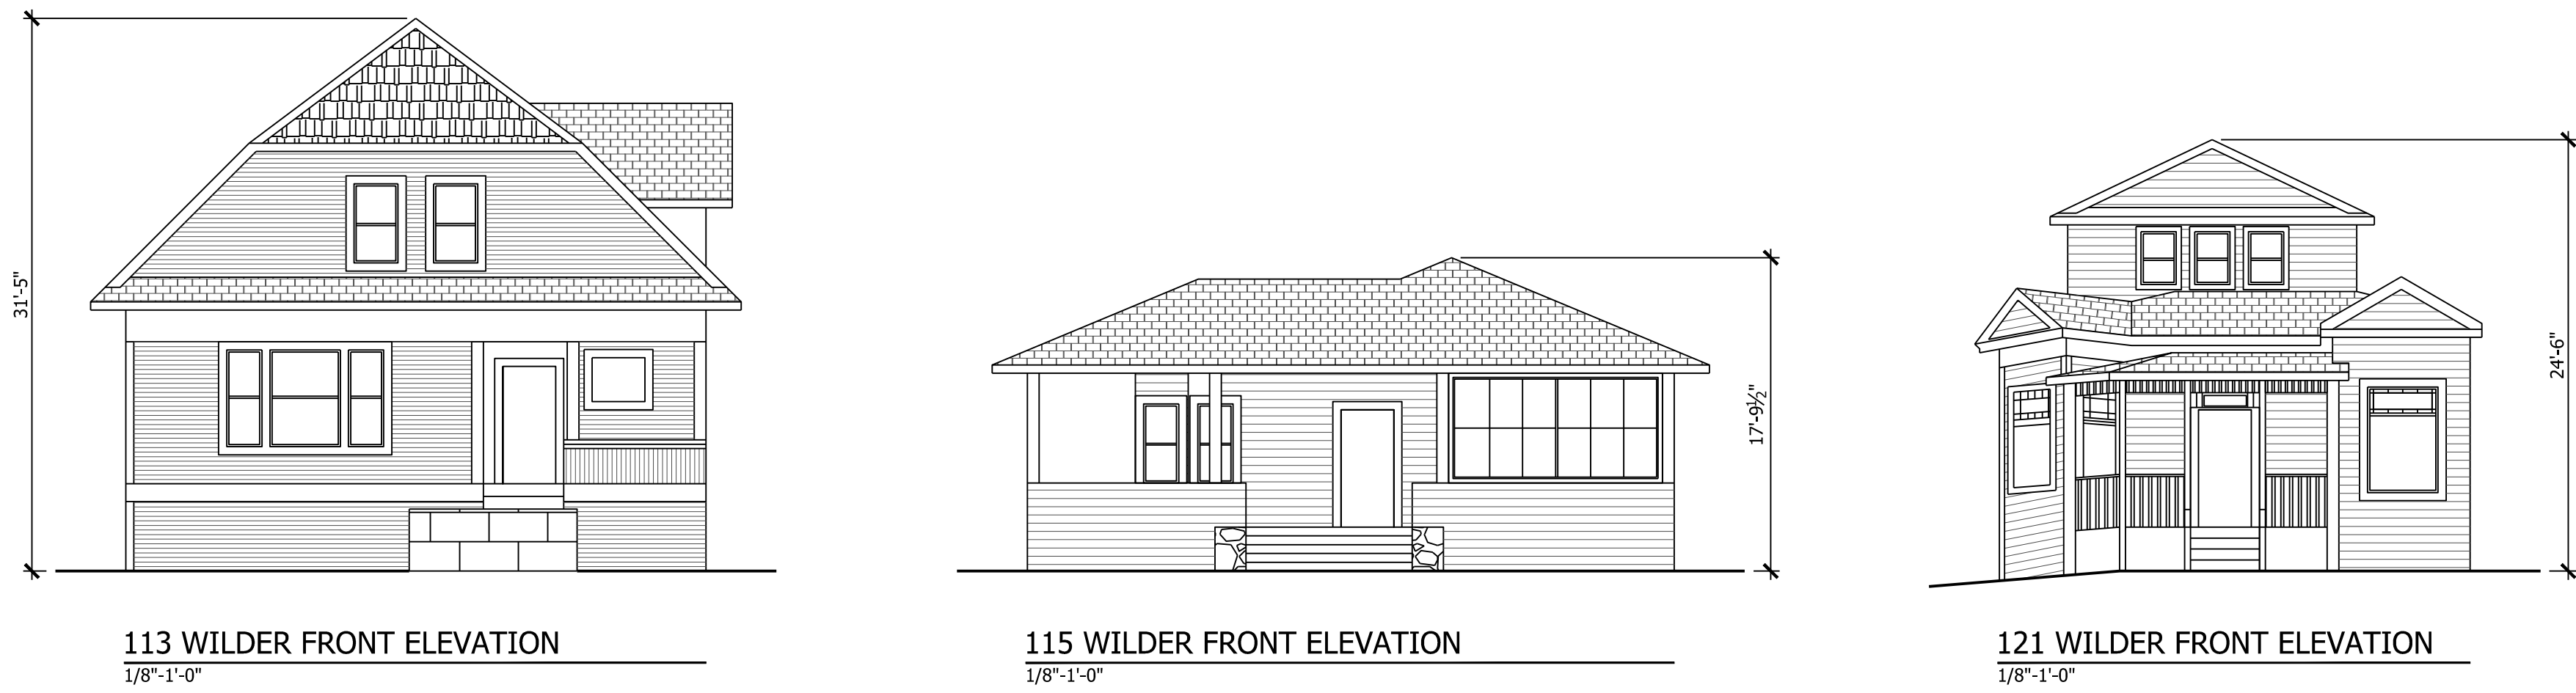 31'-5"
17'-9½"
24'-6"
113 WILDER FRONT ELEVATION
1/8"-1'-0"
115 WILDER FRONT ELEVATION
1/8"-1'-0"
121 WILDER FRONT ELEVATION
1/8"-1'-0"